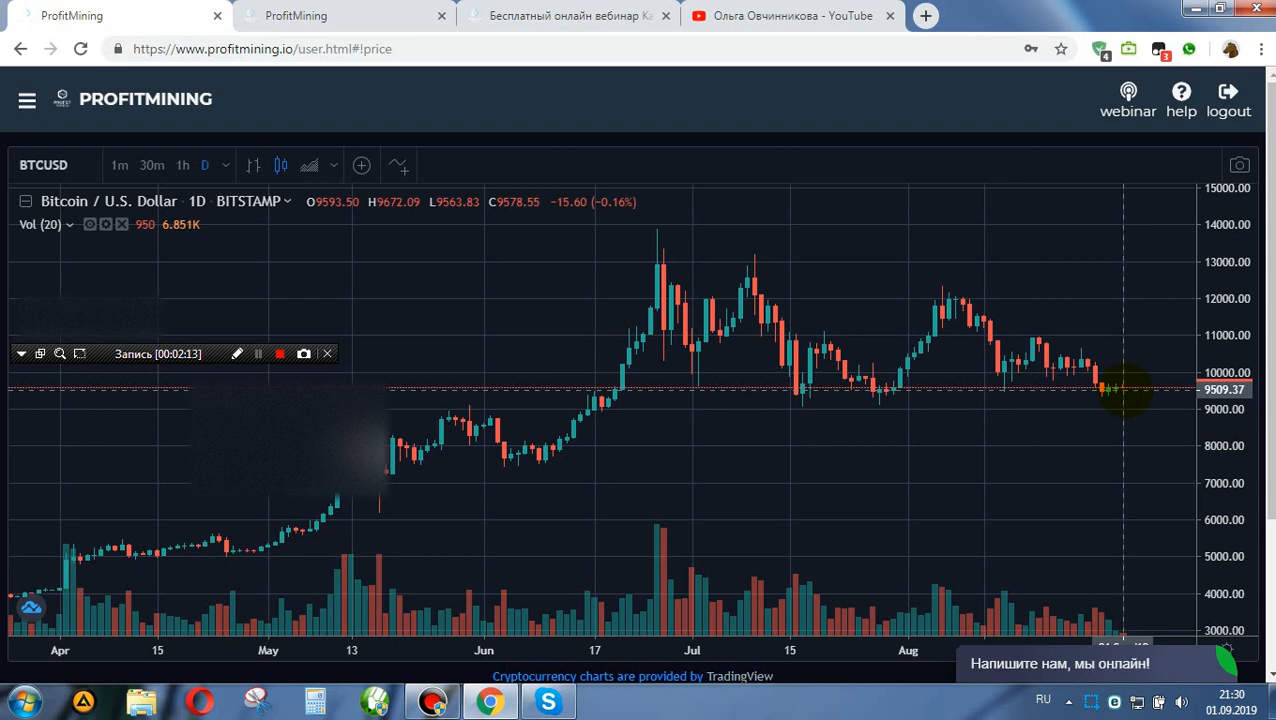 ProfitMining
ProfitMining
Бесплатный онлайн вебинар Ка
Ольга Овчинникова - YouTube
https://www.profitmining.io/user.html#!price
4
3
PROFITMINING
webinar
help
logout
BTCUSD
1m 30m 1h D
Bitcoin / U.S. Dollar 1D BITSTAMP O9593.50 H9672.09 L9563.83 C9578.55 −15.60 (−0.16%)
Vol (20) 950 6.851K
15000.00
14000.00
13000.00
12000.00
11000.00
10000.00
9509.37
9000.00
8000.00
7000.00
6000.00
5000.00
4000.00
3000.00
Запись [00:02:13]
Apr 15 May 13 Jun 17 Jul 15 Aug
Напишите нам, мы онлайн!
Cryptocurrency charts are provided by TradingView
RU
21:30
01.09.2019